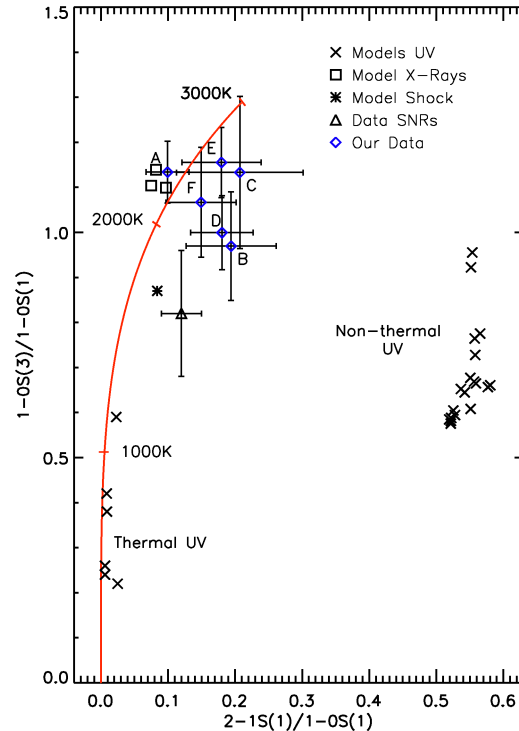 1.5
1.0
0.5
0.0
1-0S(3)/1-0S(1)
0.0 0.1 0.2 0.3 0.4 0.5 0.6
2-1S(1)/1-0S(1)
Models UV
Model X-Rays
Model Shock
Data SNRs
Our Data
3000K
2000K
1000K
A
E
C
F
D
B
Non-thermal
UV
Thermal UV